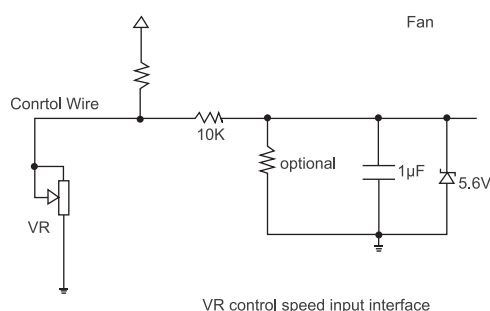 Fan
Conrtol Wire
10K
optional
1µF
5.6V
VR
VR control speed input interface